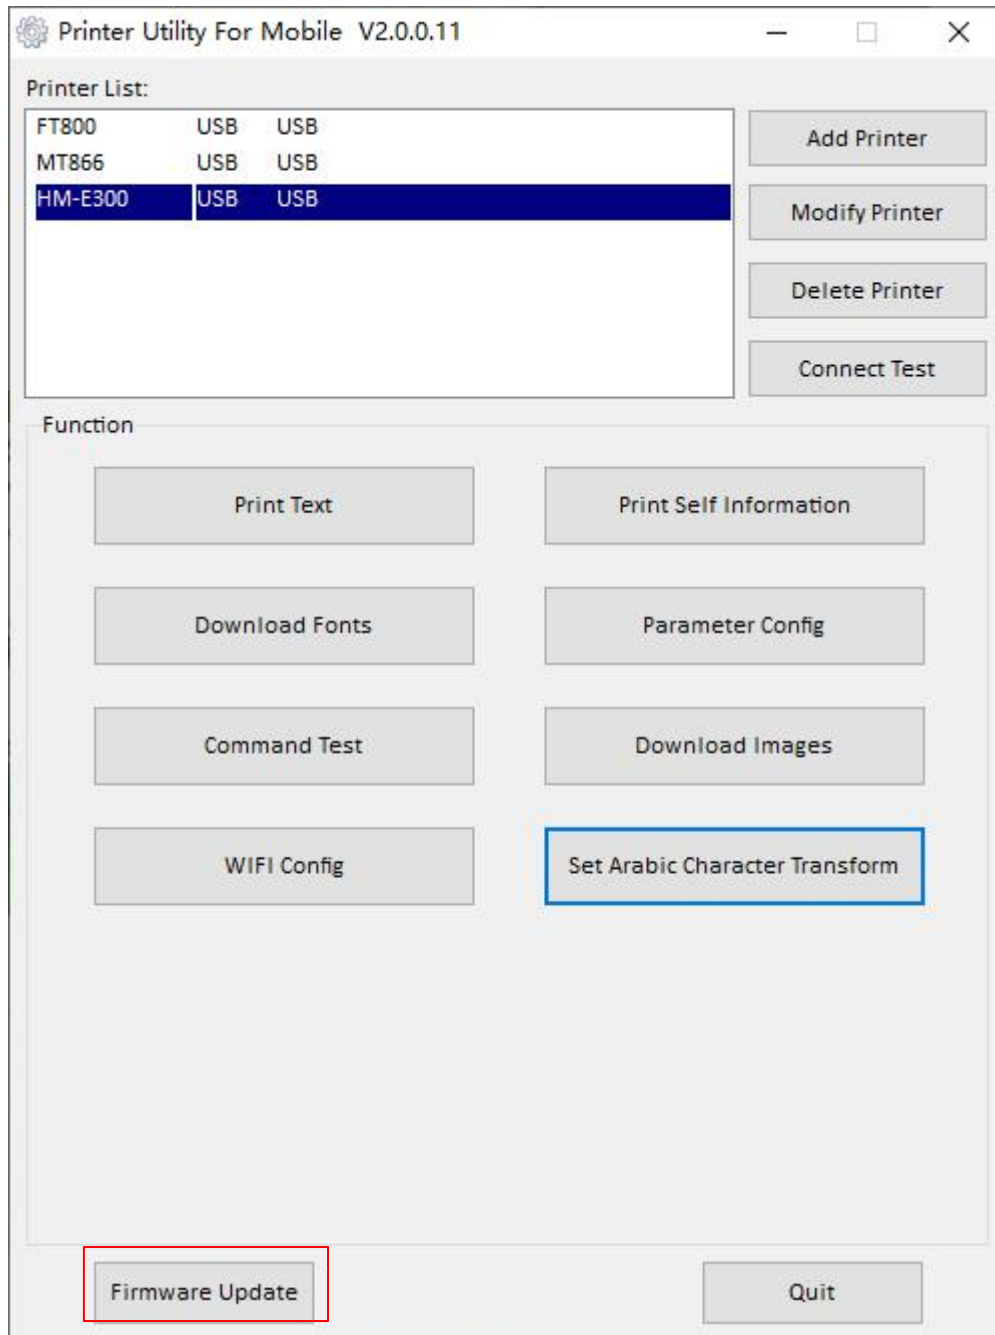 Printer Utility For Mobile V2.0.0.11
Printer List:
FT800 USB USB
MT866 USB USB
HM-E300 USB USB
Add Printer
Modify Printer
Delete Printer
Connect Test
Function
Print Text
Print Self Information
Download Fonts
Parameter Config
Command Test
Download Images
WIFI Config
Set Arabic Character Transform
Firmware Update
Quit